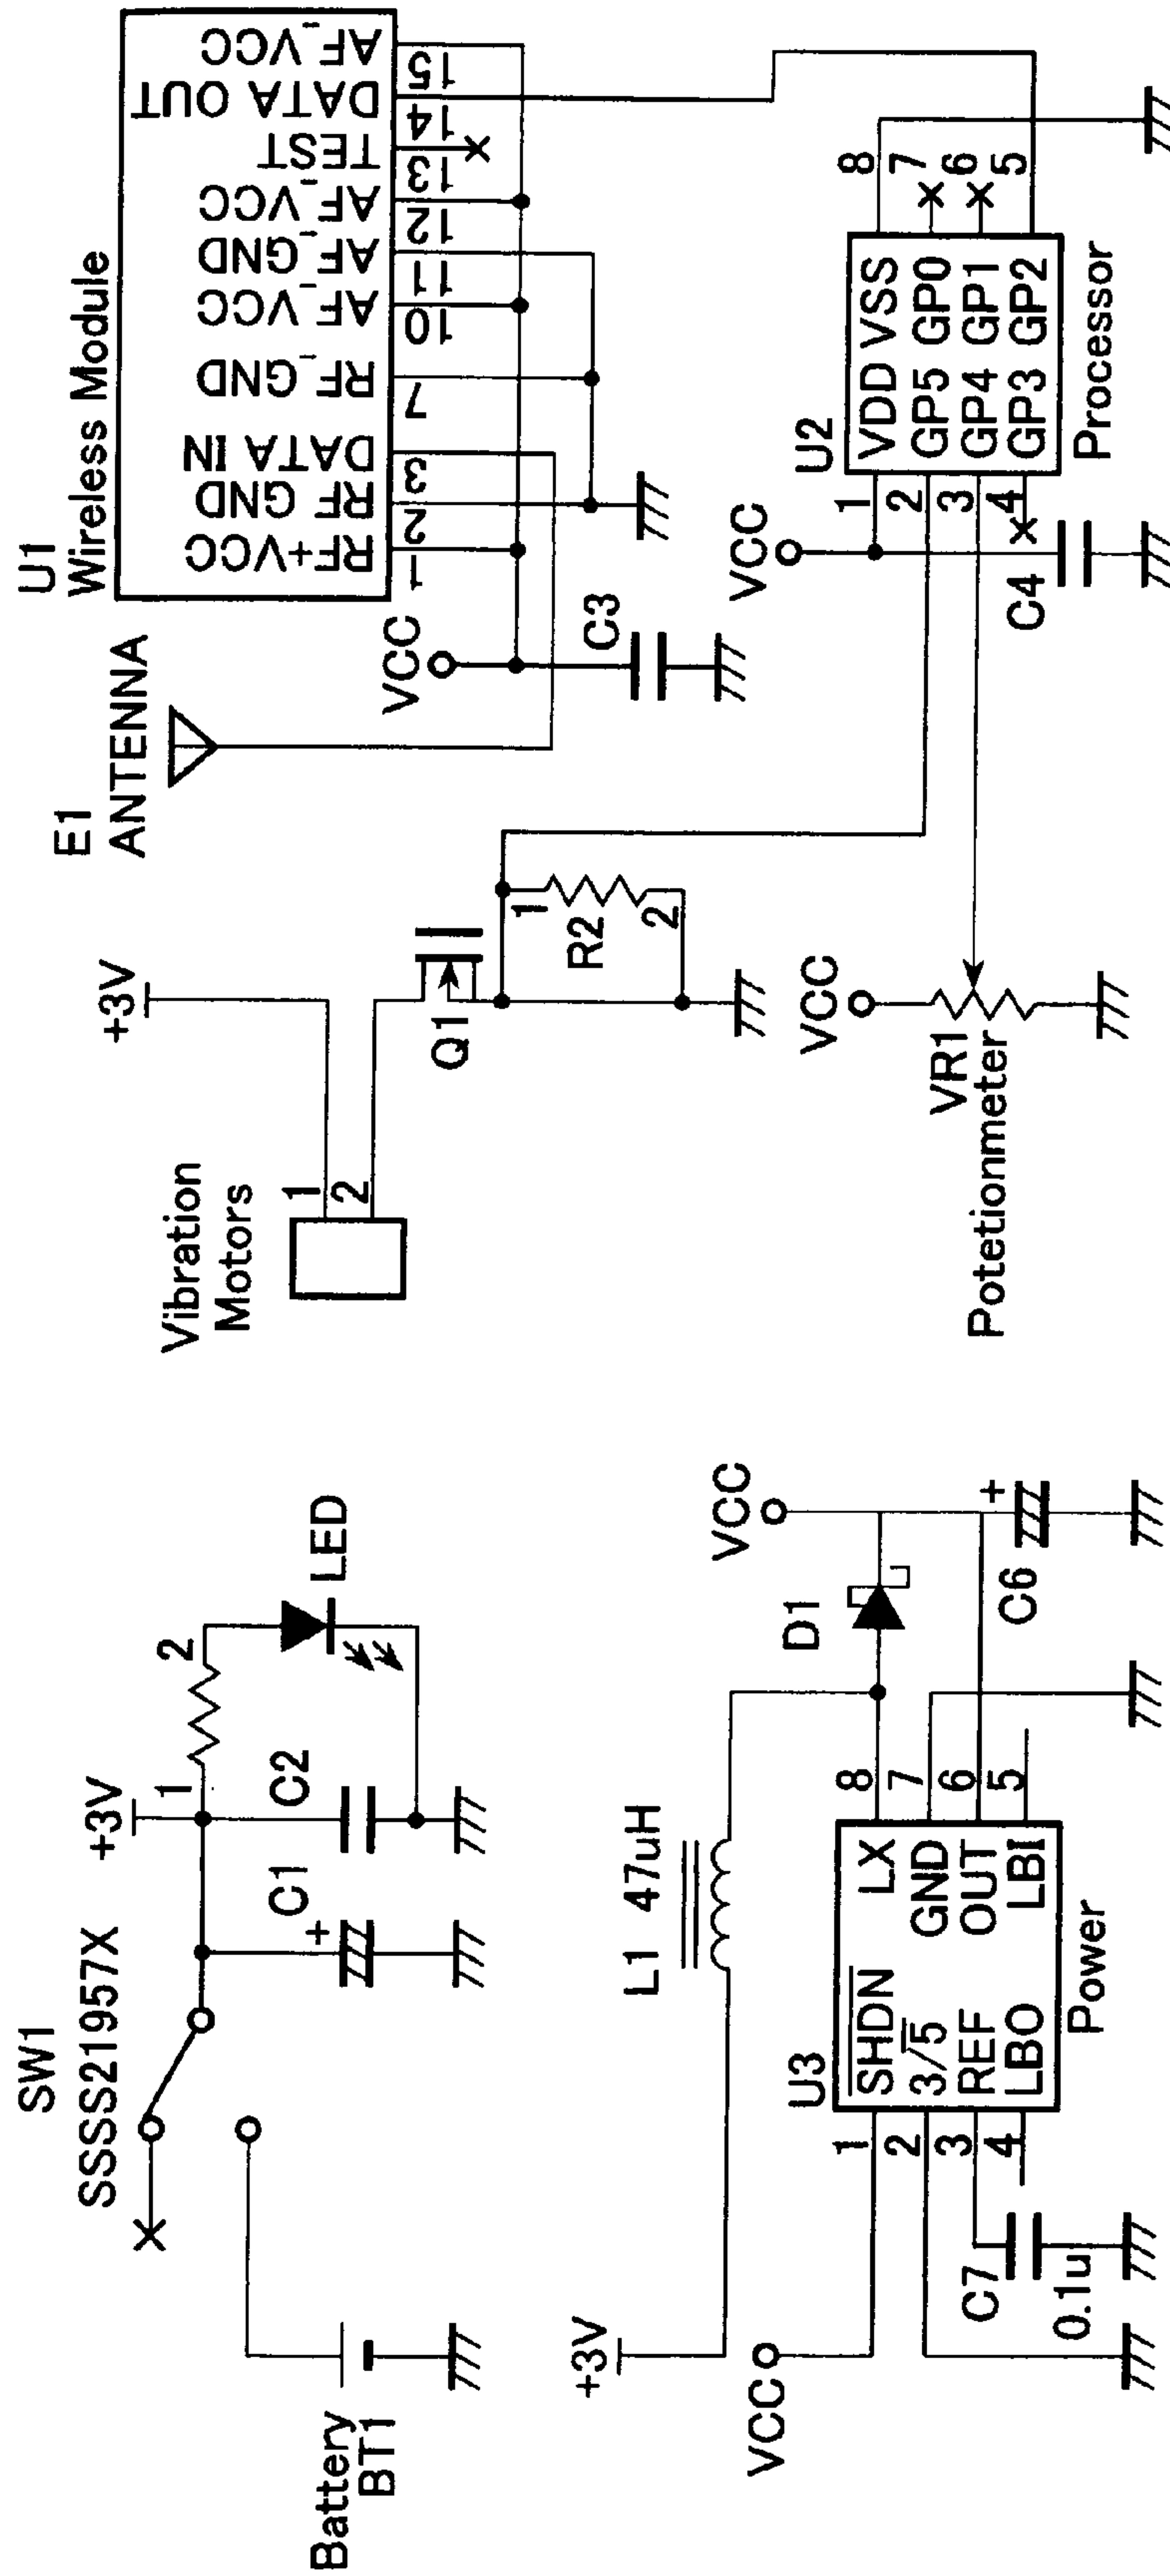 SW1
SSSS21957X
+3V
1
2
C1
+
C2
LED
Battery
BT1
+3V
L1 47uH
VCC
VCC
D1
U3
1
2
3
4
SHDN
3/5
REF
LBO
LX
GND
OUT
LBI
8
7
6
5
Power
C7
0.1u
C6
+
Vibration
Motors
1
2
+3V
Q1
1
R2
2
E1
ANTENNA
U1
Wireless Module
RF+VCC
RF GND
DATA IN
RF_GND
AF_VCC
AF_GND
AF_VCC
TEST
DATA OUT
AF_VCC
1
2
3
7
10
11
12
13
14
15
VCC
C3
VCC
VR1
Potetionmeter
VCC
C4
U2
1
2
3
4
VDD VSS
GP5 GP0
GP4 GP1
GP3 GP2
8
7
6
5
Processor